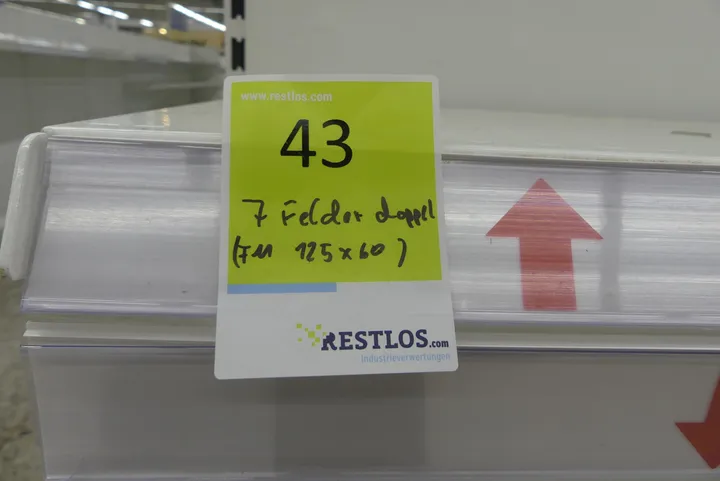 www.restlos.com
43
7 Felder doppel
( 125 x 60 )
RESTLOS.com
Industrieverwertungen